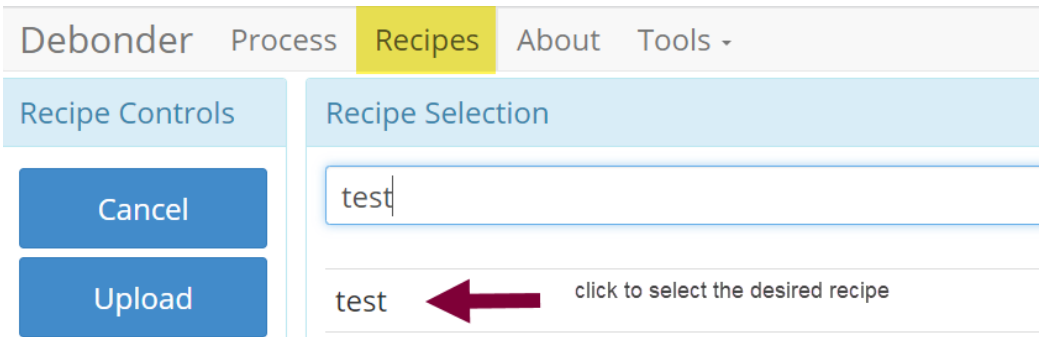 Debonder Process Recipes About Tools
Recipe Controls
Recipe Selection
Cancel
test
Upload
test
click to select the desired recipe